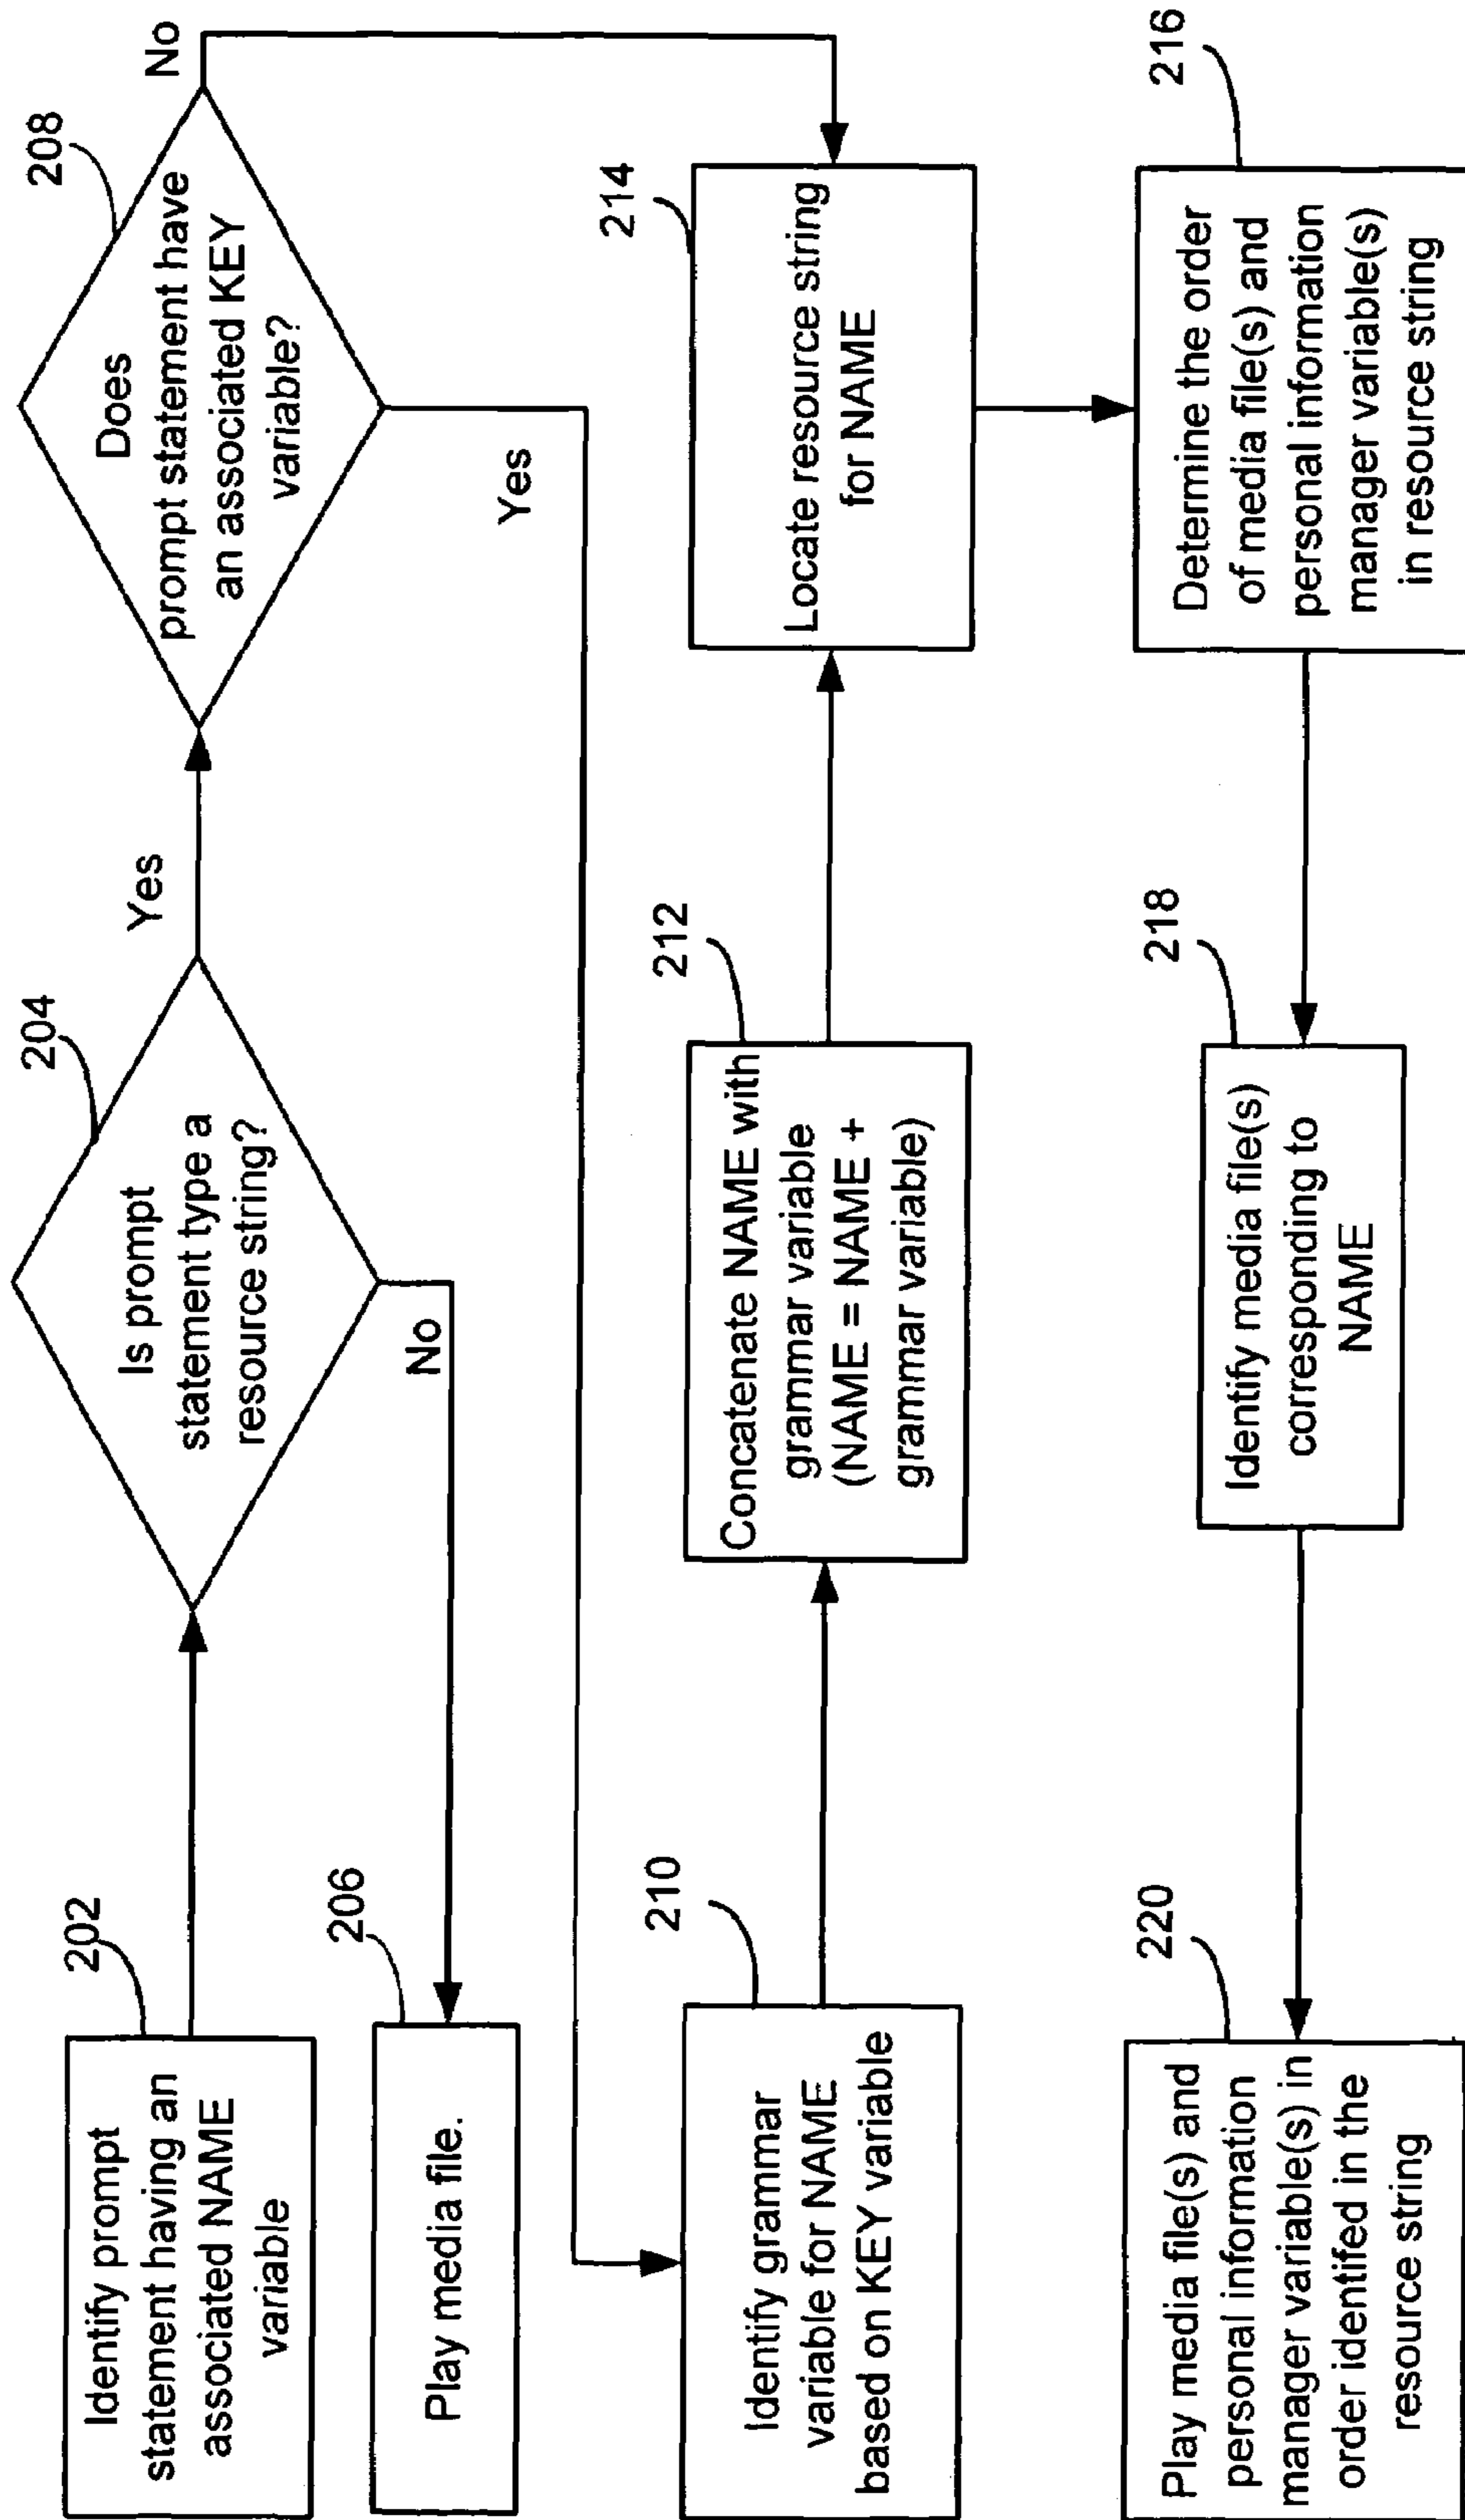 202
Identify prompt
statement having an
associated NAME
variable
204
Is prompt
statement type a
resource string?
Yes
No
206
Play media file.
208
Does
prompt statement have
an associated KEY
variable?
No
Yes
210
Identify grammar
variable for NAME
based on KEY variable
212
Concatenate NAME with
grammar variable
(NAME = NAME +
grammar variable)
214
Locate resource string
for NAME
216
Determine the order
of media file(s) and
personal information
manager variable(s)
in resource string
218
Identify media file(s)
corresponding to
NAME
220
Play media file(s) and
personal information
manager variable(s) in
order identifed in the
resource string